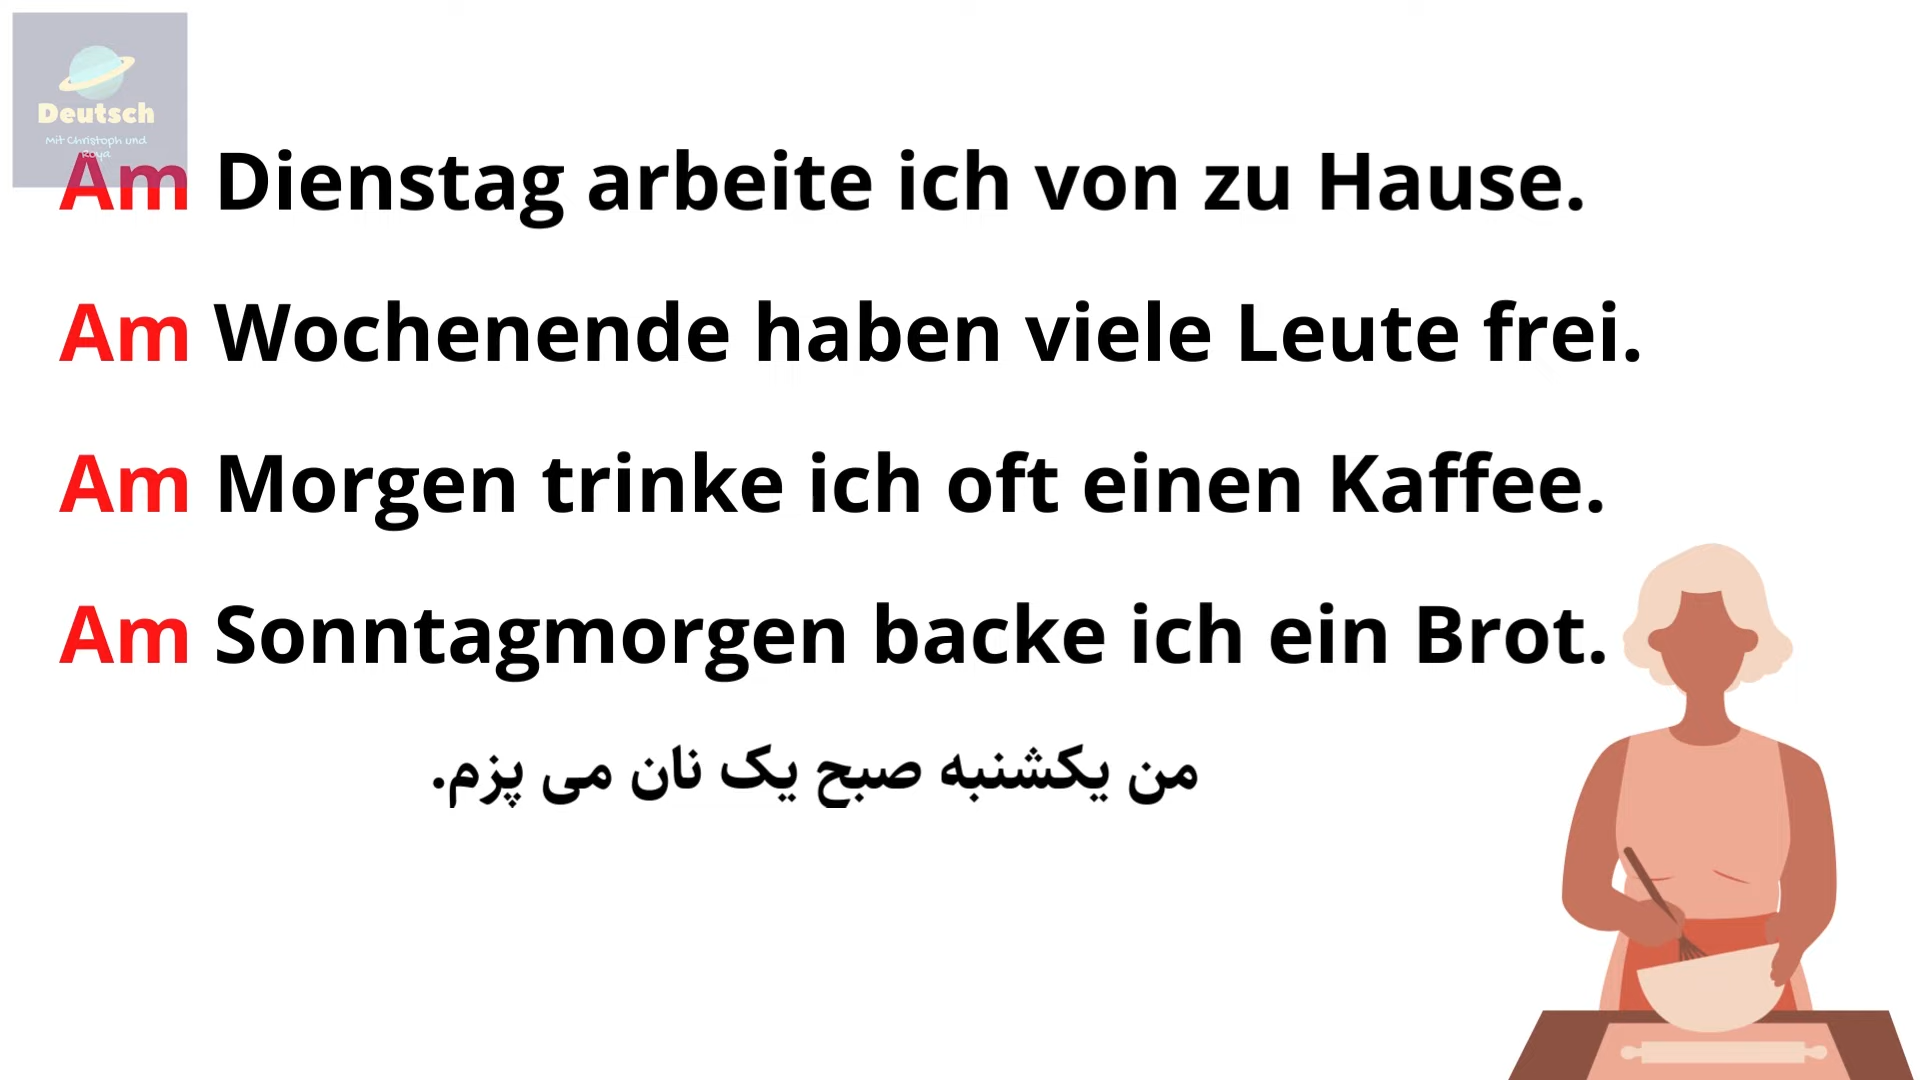 Deutsch
Mit Christoph und
Roya
Am Dienstag arbeite ich von zu Hause.
Am Wochenende haben viele Leute frei.
Am Morgen trinke ich oft einen Kaffee.
Am Sonntagmorgen backe ich ein Brot.
من یکشنبه صبح یک نان می پزم.